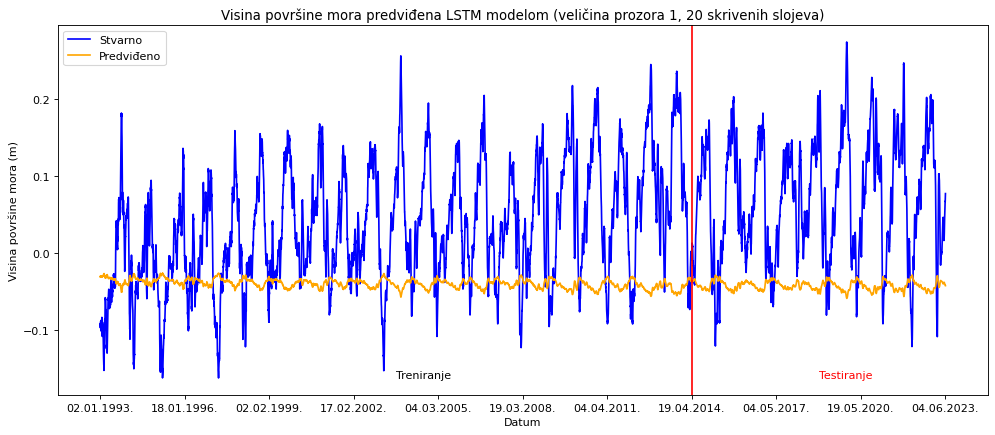 Visina površine mora predviđena LSTM modelom (veličina prozora 1, 20 skrivenih slojeva)
Stvarno
Predviđeno
Visina površine mora (m)
0.2
0.1
0.0
−0.1
Treniranje
Testiranje
02.01.1993.
18.01.1996.
02.02.1999.
17.02.2002.
04.03.2005.
19.03.2008.
04.04.2011.
19.04.2014.
04.05.2017.
19.05.2020.
04.06.2023.
Datum